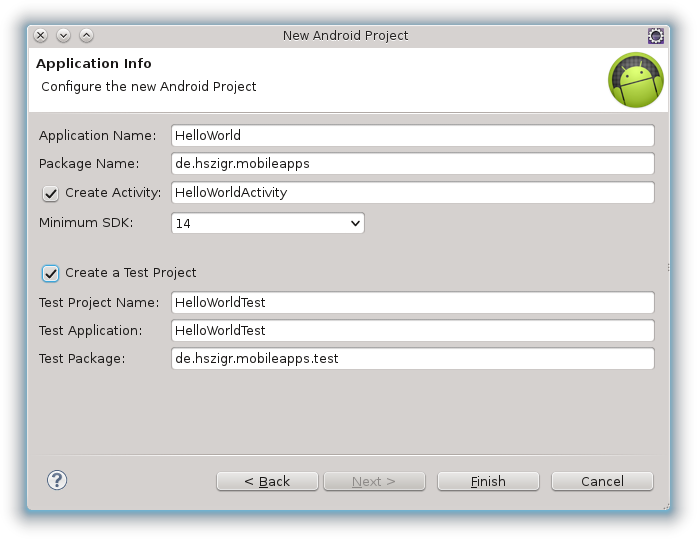 New Android Project
Application Info
Configure the new Android Project
Application Name: HelloWorld
Package Name: de.hszigr.mobileapps
Create Activity: HelloWorldActivity
Minimum SDK: 14
Create a Test Project
Test Project Name: HelloWorldTest
Test Application: HelloWorldTest
Test Package: de.hszigr.mobileapps.test
? < Back Next > Finish Cancel